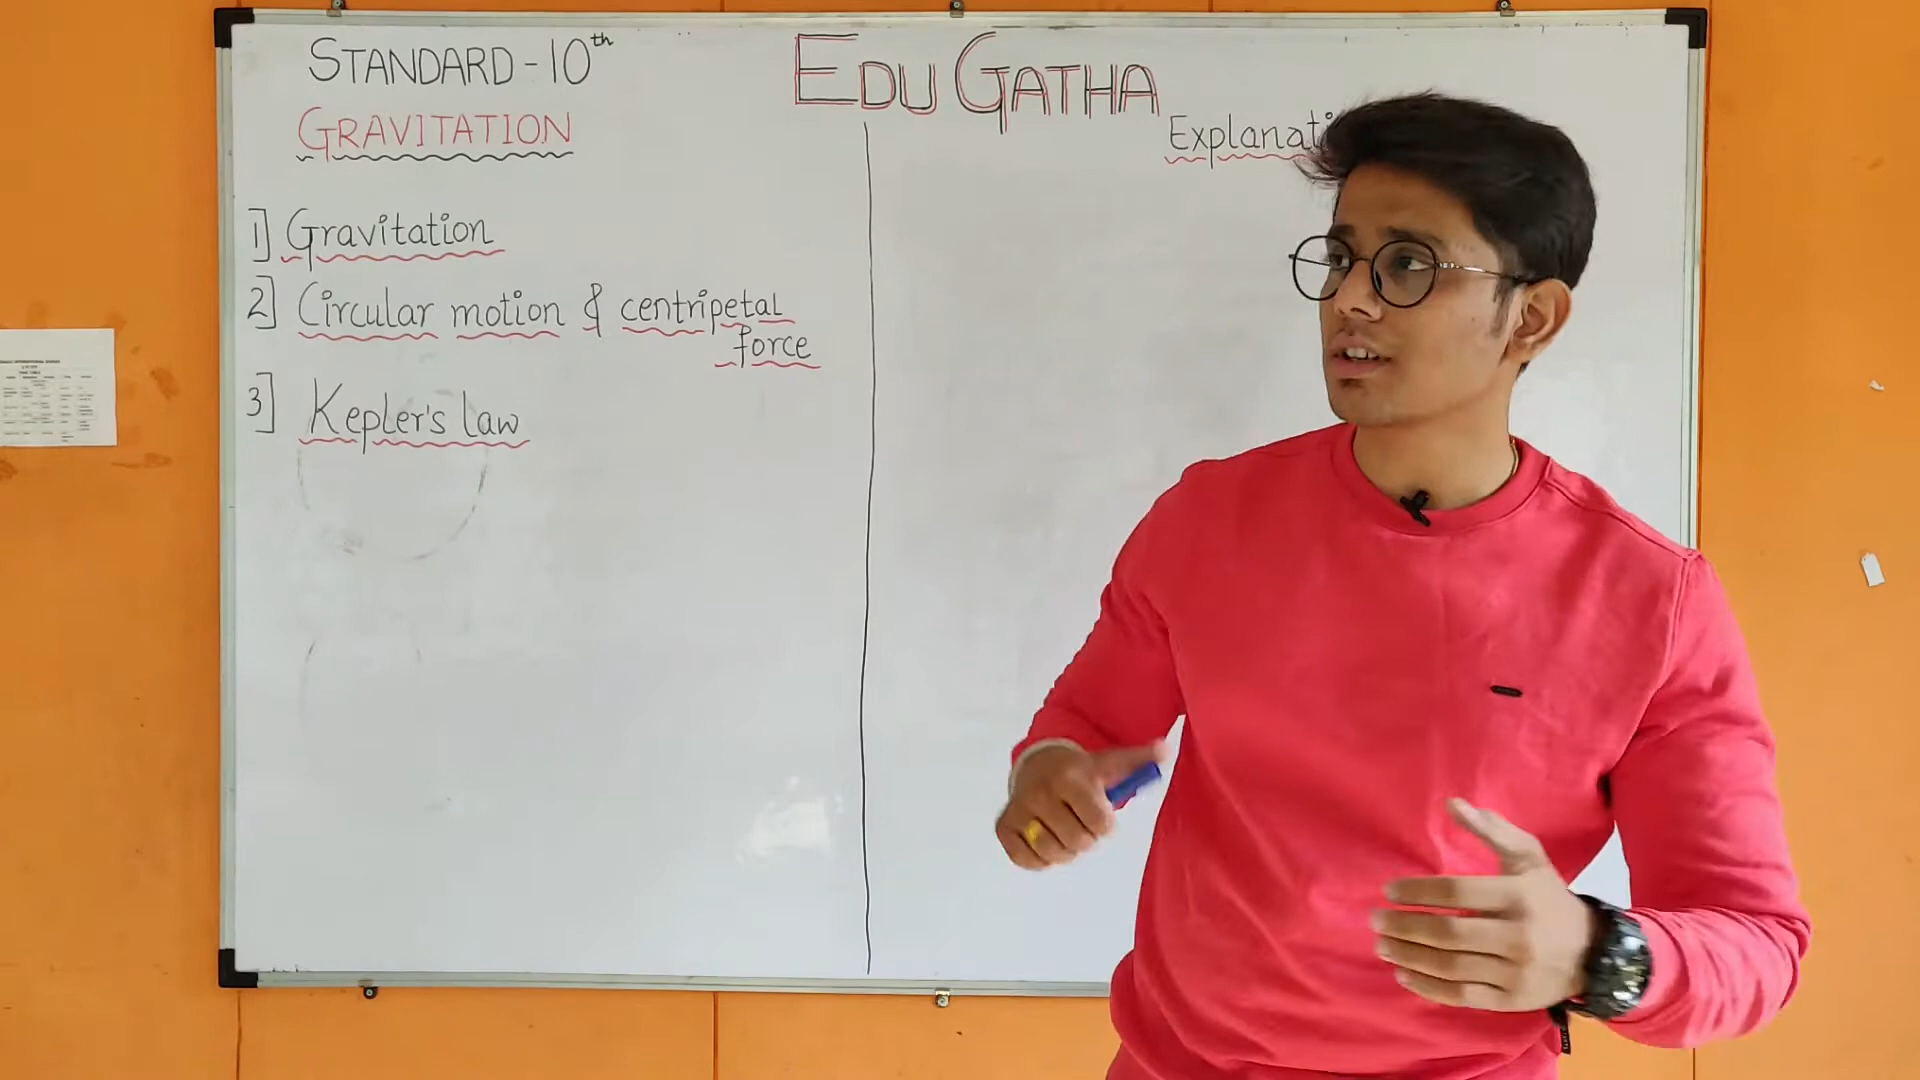 STANDARD-10th
EDU GATHA
GRAVITATION
Explanati
1] Gravitation
2] Circular motion & centripetal
force
3] Kepler's law